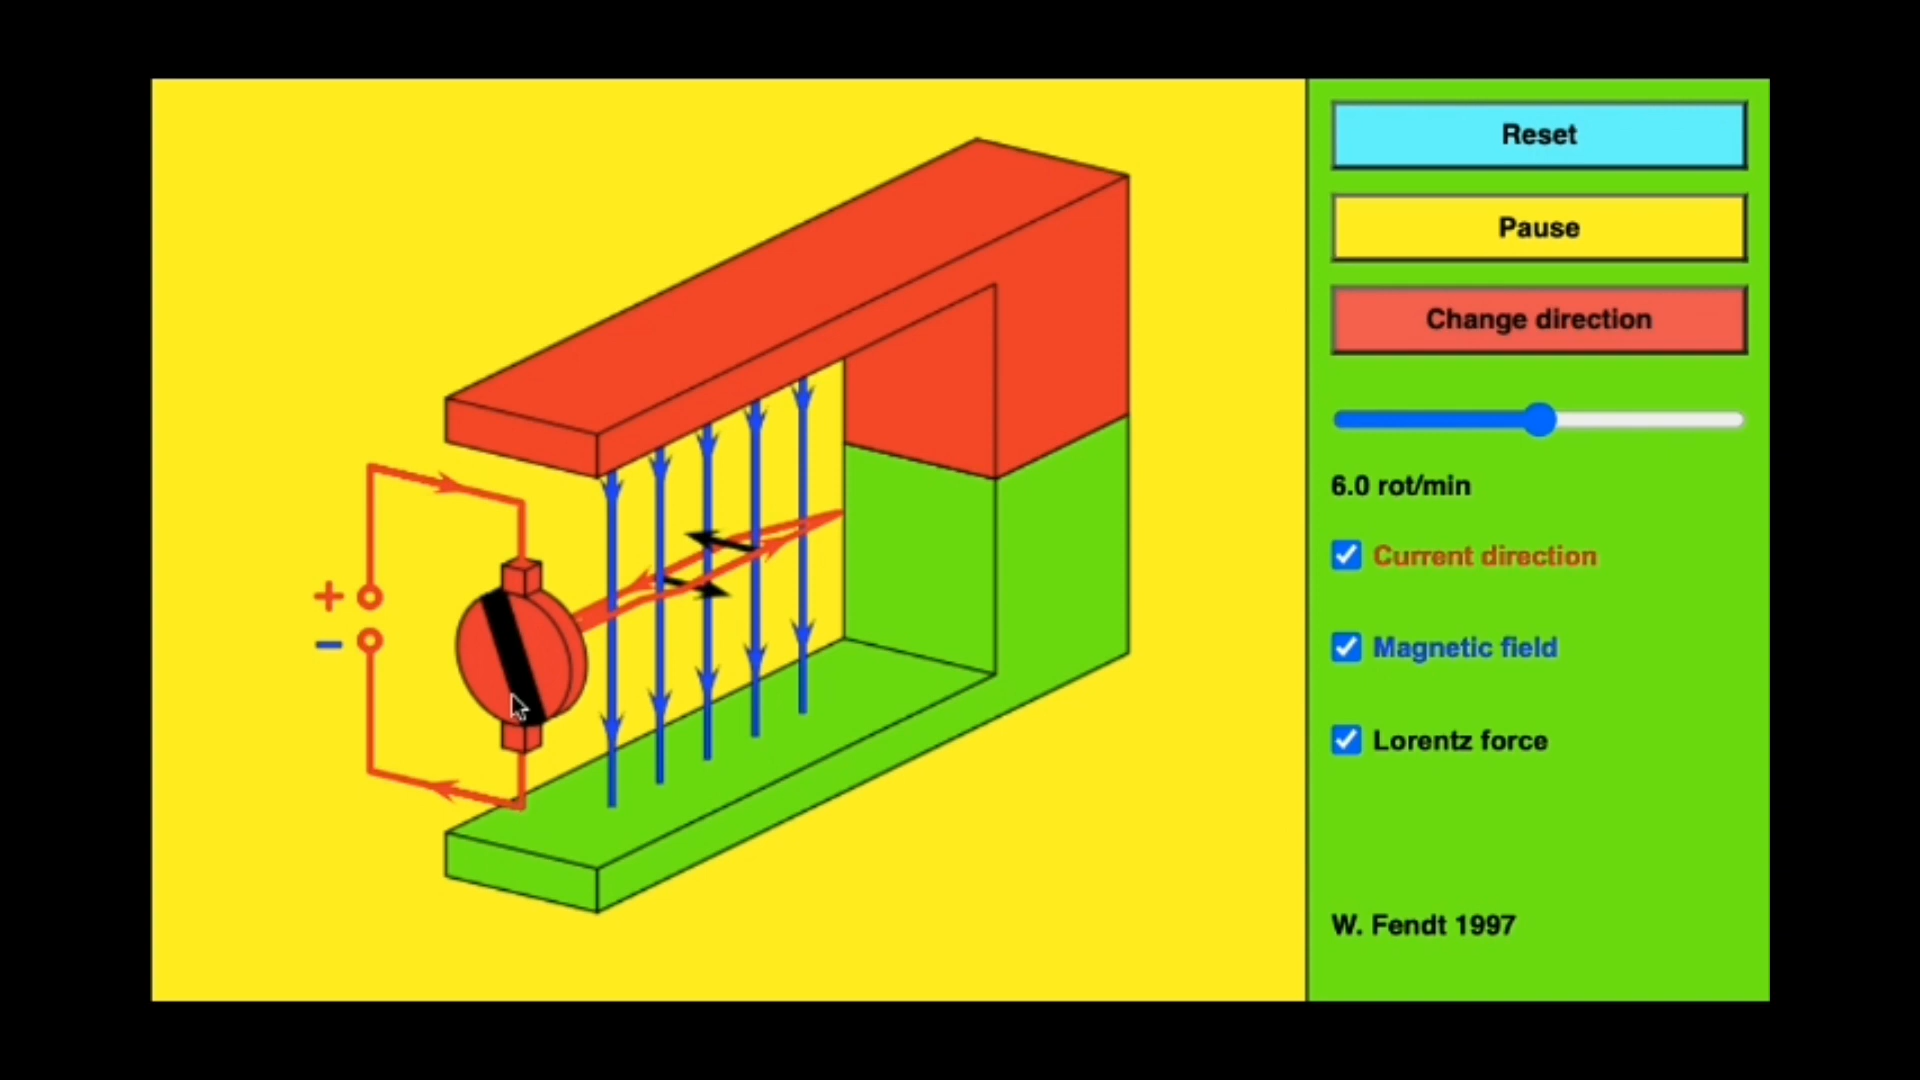 Reset
Pause
Change direction
+
−
6.0 rot/min
Current direction
Magnetic field
Lorentz force
W. Fendt 1997